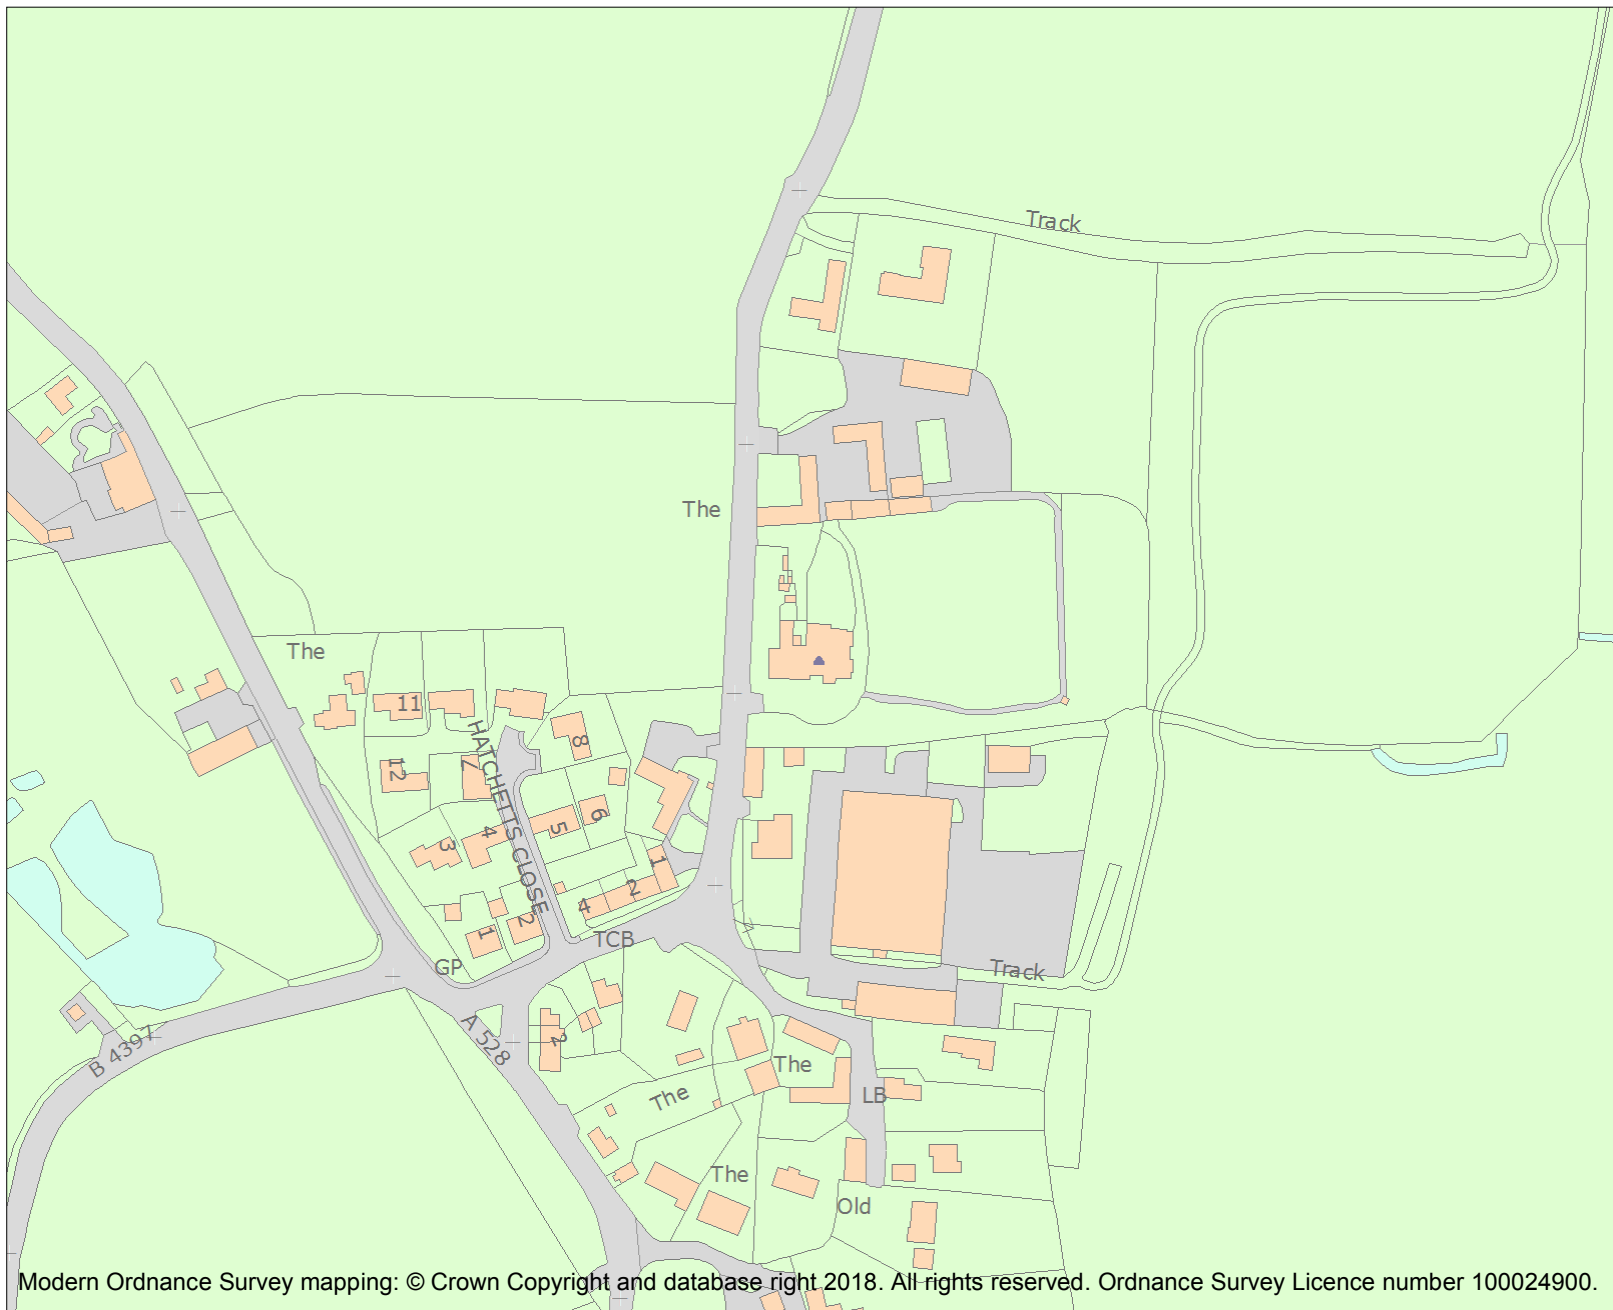 Track
The
The
11
HATCHETTS CLOSE
8
12
7
6
5
4
3
1
2
4
2
1
TCB
GP
Track
A 528
B 4397
2
The
The
LB
The
Old
Modern Ordnance Survey mapping: © Crown Copyright and database right 2018. All rights reserved. Ordnance Survey Licence number 100024900.